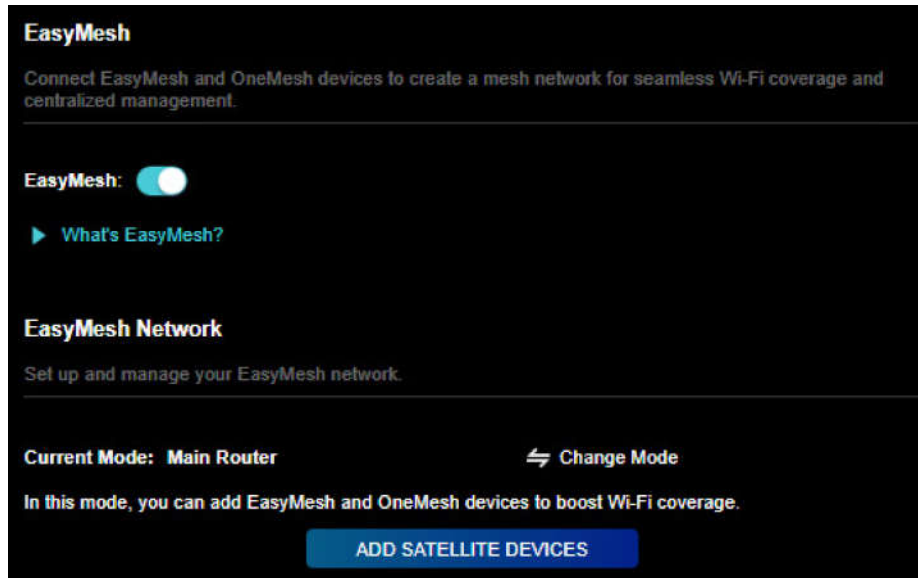 EasyMesh
Connect EasyMesh and OneMesh devices to create a mesh network for seamless Wi-Fi coverage and
centralized management.
EasyMesh:
What's EasyMesh?
EasyMesh Network
Set up and manage your EasyMesh network.
Current Mode: Main Router Change Mode
In this mode, you can add EasyMesh and OneMesh devices to boost Wi-Fi coverage.
ADD SATELLITE DEVICES